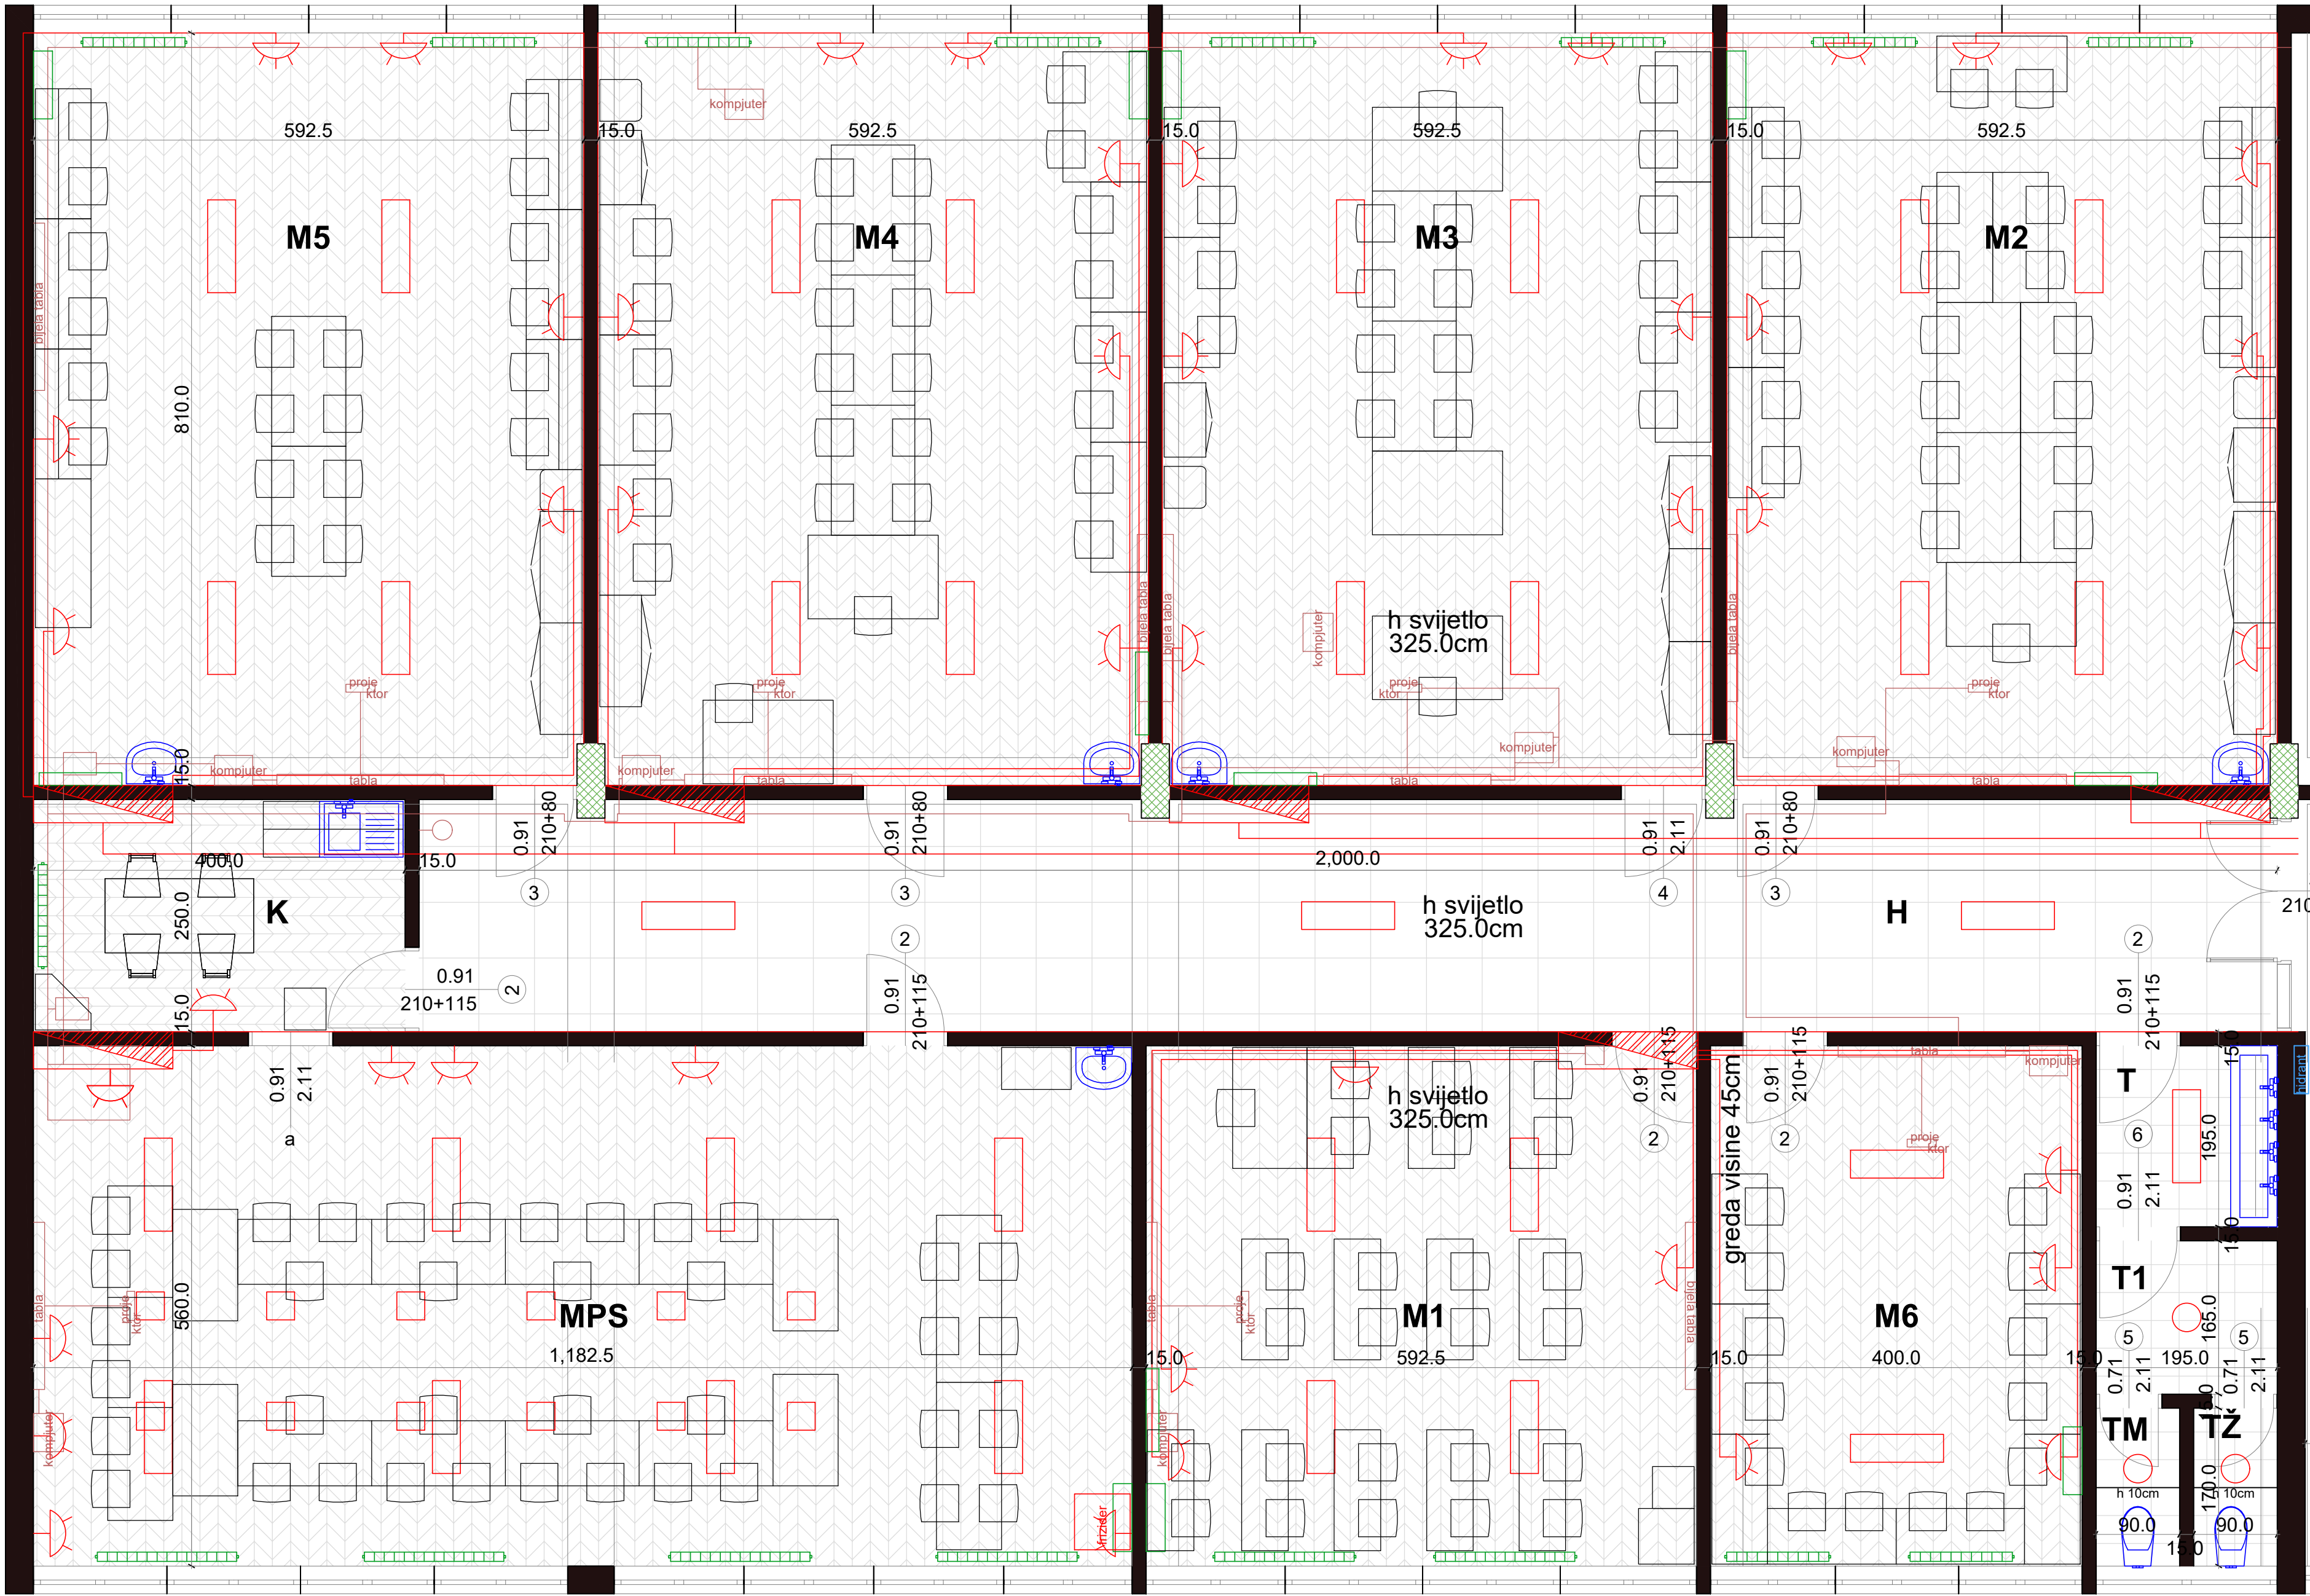 592.5
15.0
592.5
15.0
592.5
15.0
592.5
kompjuter
M5
M4
M3
M2
bijela tabla
810.0
h svijetlo
325.0cm
bijela tabla
bijela tabla
kompjuter
bijela tabla
proje
ktor
proje
ktor
proje
ktor
proje
ktor
15.0
kompjuter
tabla
kompjuter
tabla
tabla
kompjuter
kompjuter
tabla
0.91
210+80
0.91
210+80
0.91
2.11
0.91
210+80
400.0
15.0
2,000.0
3
3
4
3
K
250.0
h svijetlo
325.0cm
H
210
2
2
0.91
210+115
2
0.91
210+115
0.91
210+115
15.0
0.91
2.11
a
h svijetlo
325.0cm
0.91
210+115
2
greda visine 45cm
0.91
210+115
2
tabla
kompjuter
proje
ktor
T
15.0
hidrant
6
195.0
0.91
2.11
15.0
T1
tabla
proje
ktor
560.0
MPS
1,182.5
tabla
proje
ktor
M1
592.5
15.0
bijela tabla
15.0
M6
400.0
15.0
165.0
5
5
195.0
0.71
2.11
0.71
2.11
TM
TŽ
kompjuter
kompjuter
frizider
170.0
h 10cm
h 10cm
90.0
90.0
15.0